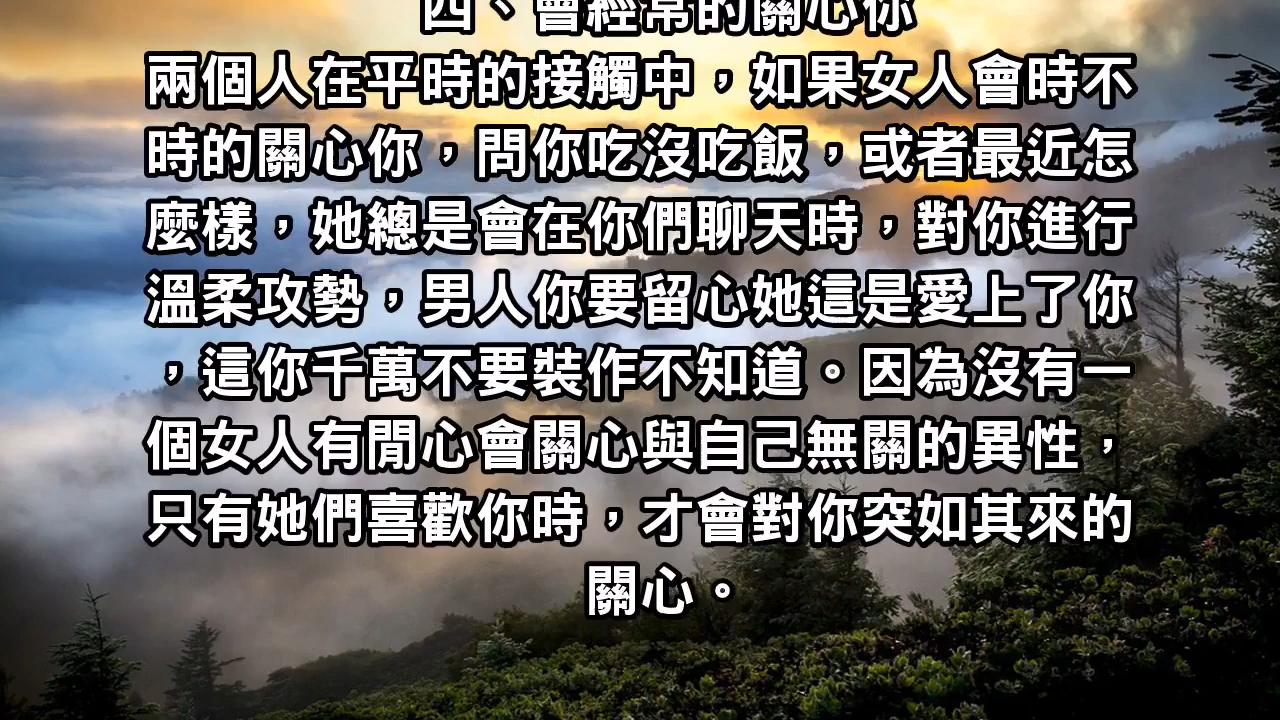 四、會經常的關心你
兩個人在平時的接觸中，如果女人會時不
時的關心你，問你吃沒吃飯，或者最近怎
麼樣，她總是會在你們聊天時，對你進行
溫柔攻勢，男人你要留心她這是愛上了你
，這你千萬不要裝作不知道。因為沒有一
個女人有閒心會關心與自己無關的異性，
只有她們喜歡你時，才會對你突如其來的
關心。